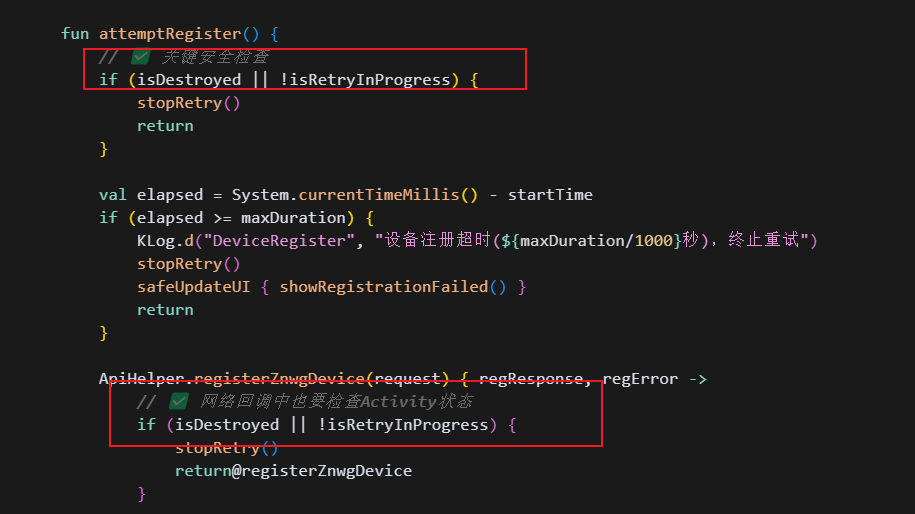 fun attemptRegister() {
// ✅ 关键安全检查
if (isDestroyed || !isRetryInProgress) {
stopRetry()
return
}
val elapsed = System.currentTimeMillis() - startTime
if (elapsed >= maxDuration) {
KLog.d("DeviceRegister", "设备注册超时(${maxDuration/1000}秒)，终止重试")
stopRetry()
safeUpdateUI { showRegistrationFailed() }
return
}
ApiHelper.registerZnwgDevice(request) { regResponse, regError ->
// ✅ 网络回调中也要检查Activity状态
if (isDestroyed || !isRetryInProgress) {
stopRetry()
return@registerZnwgDevice
}